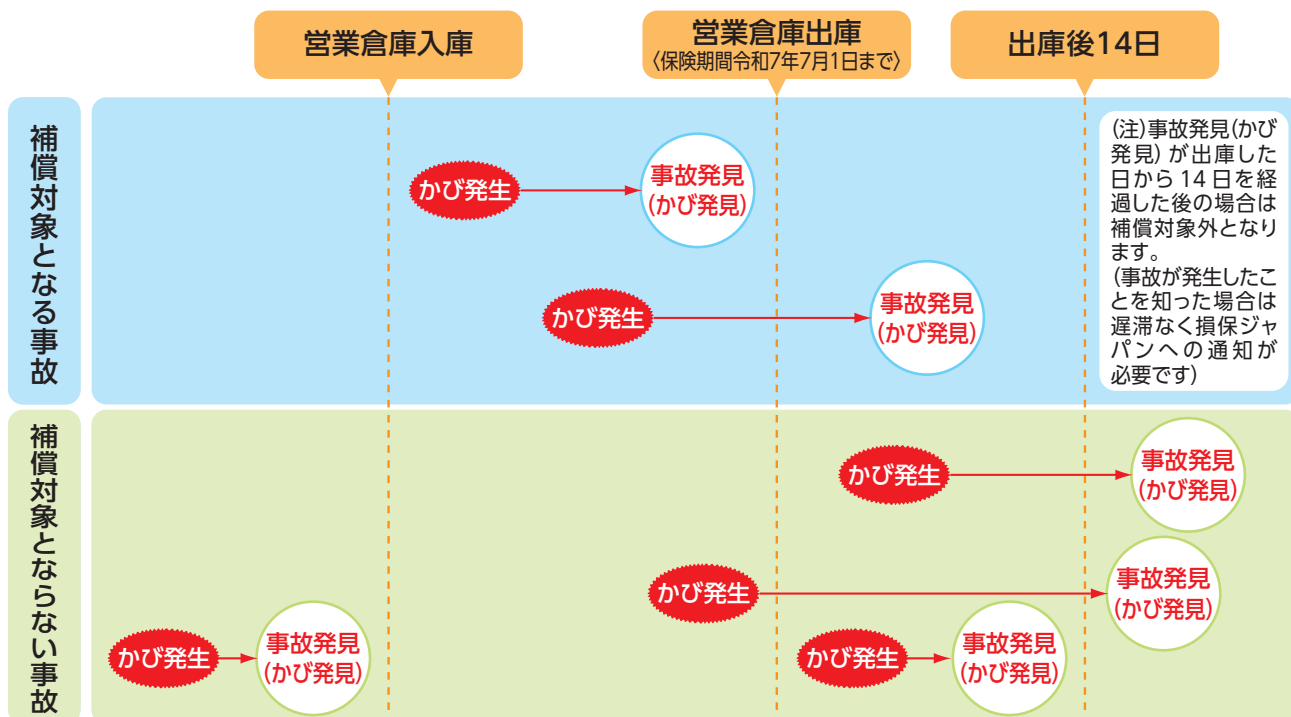 営業倉庫入庫
営業倉庫出庫
〈保険期間令和7年7月1日まで〉
出庫後14日
補償対象となる事故
かび発生
事故発見
(かび発見)
かび発生
事故発見
(かび発見)
(注)事故発見(かび
発見)が出庫した
日から14日を経
過した後の場合は
補償対象外となり
ます。
(事故が発生したこ
とを知った場合は
遅滞なく損保ジャ
パンへの通知が
必要です)
補償対象とならない事故
かび発生
事故発見
(かび発見)
かび発生
事故発見
(かび発見)
かび発生
事故発見
(かび発見)
かび発生
事故発見
(かび発見)